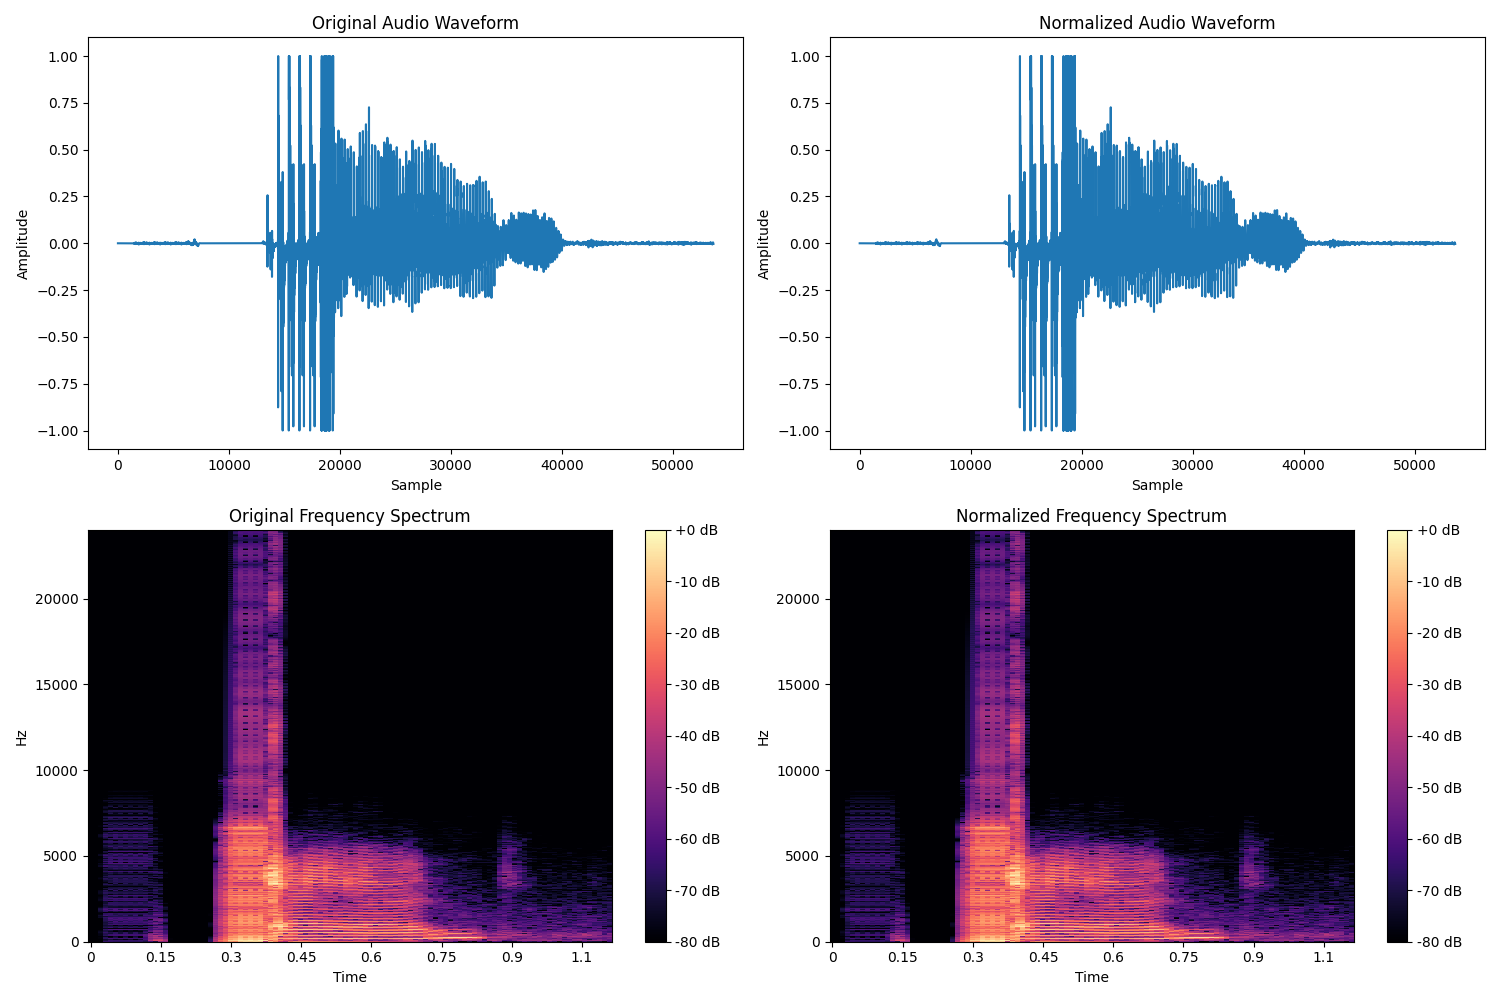 Original Audio Waveform
1.00
0.75
0.50
0.25
0.00
−0.25
−0.50
−0.75
−1.00
Amplitude
0 10000 20000 30000 40000 50000
Sample
Normalized Audio Waveform
1.00
0.75
0.50
0.25
0.00
−0.25
−0.50
−0.75
−1.00
Amplitude
0 10000 20000 30000 40000 50000
Sample
Original Frequency Spectrum
20000
15000
10000
5000
0
Hz
0 0.15 0.3 0.45 0.6 0.75 0.9 1.1
Time
+0 dB
-10 dB
-20 dB
-30 dB
-40 dB
-50 dB
-60 dB
-70 dB
-80 dB
Normalized Frequency Spectrum
20000
15000
10000
5000
0
Hz
0 0.15 0.3 0.45 0.6 0.75 0.9 1.1
Time
+0 dB
-10 dB
-20 dB
-30 dB
-40 dB
-50 dB
-60 dB
-70 dB
-80 dB